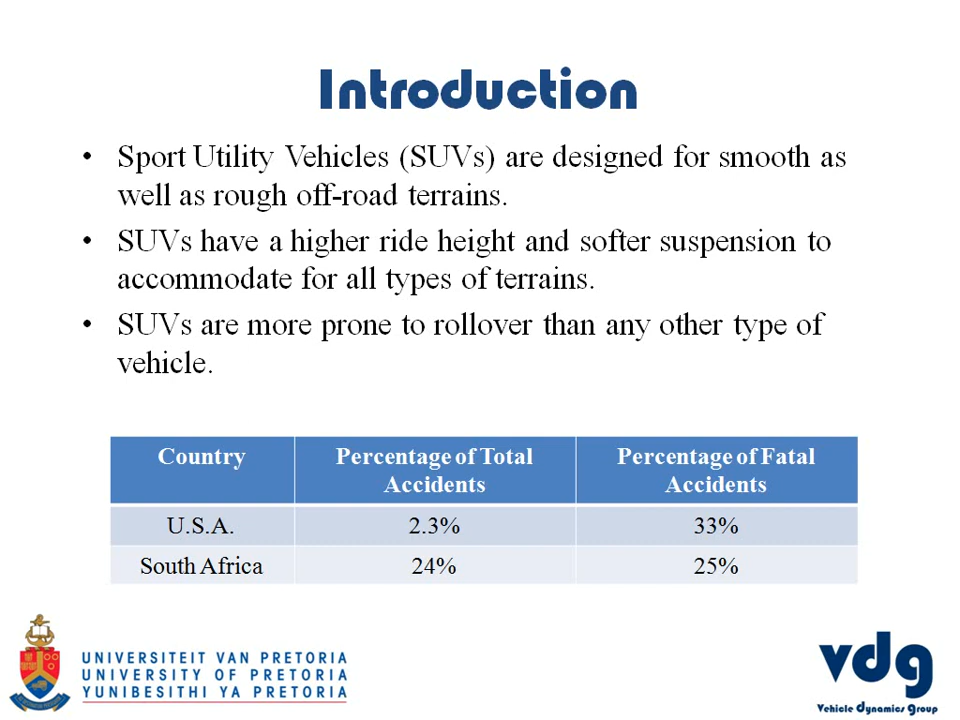 Introduction
• Sport Utility Vehicles (SUVs) are designed for smooth as
well as rough off-road terrains.
• SUVs have a higher ride height and softer suspension to
accommodate for all types of terrains.
• SUVs are more prone to rollover than any other type of
vehicle.
Country Percentage of Total Accidents Percentage of Fatal Accidents
U.S.A. 2.3% 33%
South Africa 24% 25%
UNIVERSITEIT VAN PRETORIA
UNIVERSITY OF PRETORIA
YUNIBESITHI YA PRETORIA
vdg
Vehicle Dynamics Group